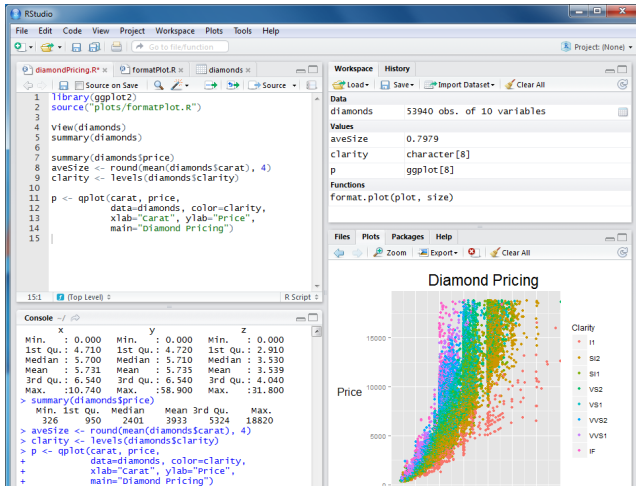 RStudio
File Edit Code View Project Workspace Plots Tools Help
Go to file/function
Project: (None)
diamondPricing.R* × formatPlot.R × diamonds ×
Source on Save Source
1 library(ggplot2)
2 source("plots/formatPlot.R")
3
4 view(diamonds)
5 summary(diamonds)
6
7 summary(diamonds$price)
8 aveSize <- round(mean(diamonds$carat), 4)
9 clarity <- levels(diamonds$clarity)
10
11 p <- qplot(carat, price,
12 data=diamonds, color=clarity,
13 xlab="Carat", ylab="Price",
14 main="Diamond Pricing")
15
15:1 (Top Level) R Script
Console ~/
x y z
Min. : 0.000 Min. : 0.000 Min. : 0.000
1st Qu.: 4.710 1st Qu.: 4.720 1st Qu.: 2.910
Median : 5.700 Median : 5.710 Median : 3.530
Mean : 5.731 Mean : 5.735 Mean : 3.539
3rd Qu.: 6.540 3rd Qu.: 6.540 3rd Qu.: 4.040
Max. :10.740 Max. :58.900 Max. :31.800
> summary(diamonds$price)
Min. 1st Qu. Median Mean 3rd Qu. Max.
326 950 2401 3933 5324 18820
> aveSize <- round(mean(diamonds$carat), 4)
> clarity <- levels(diamonds$clarity)
> p <- qplot(carat, price,
+ data=diamonds, color=clarity,
+ xlab="Carat", ylab="Price",
+ main="Diamond Pricing")
Workspace History
Load Save Import Dataset Clear All
Data
diamonds 53940 obs. of 10 variables
Values
aveSize 0.7979
clarity character[8]
p ggplot[8]
Functions
format.plot(plot, size)
Files Plots Packages Help
Zoom Export Clear All
Diamond Pricing
Price
15000
10000
5000
0
Clarity
I1
SI2
SI1
VS2
VS1
VVS2
VVS1
IF